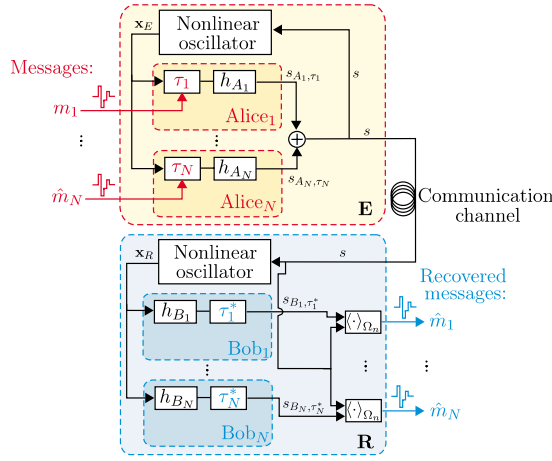 x_E
Nonlinear
oscillator
Messages:
m_1
τ_1
h_{A_1}
s_{A_1,τ_1}
s
Alice_1
⋮
...
s
m̂_N
τ_N
h_{A_N}
s_{A_N,τ_N}
Alice_N
E
Communication
channel
x_R
Nonlinear
oscillator
s
Recovered
messages:
h_{B_1}
τ_1^*
s_{B_1,τ_1^*}
⟨·⟩_{Ω_n}
m̂_1
Bob_1
...
⋮
⋮
h_{B_N}
τ_N^*
s_{B_N,τ_N^*}
⟨·⟩_{Ω_n}
m̂_N
Bob_N
R